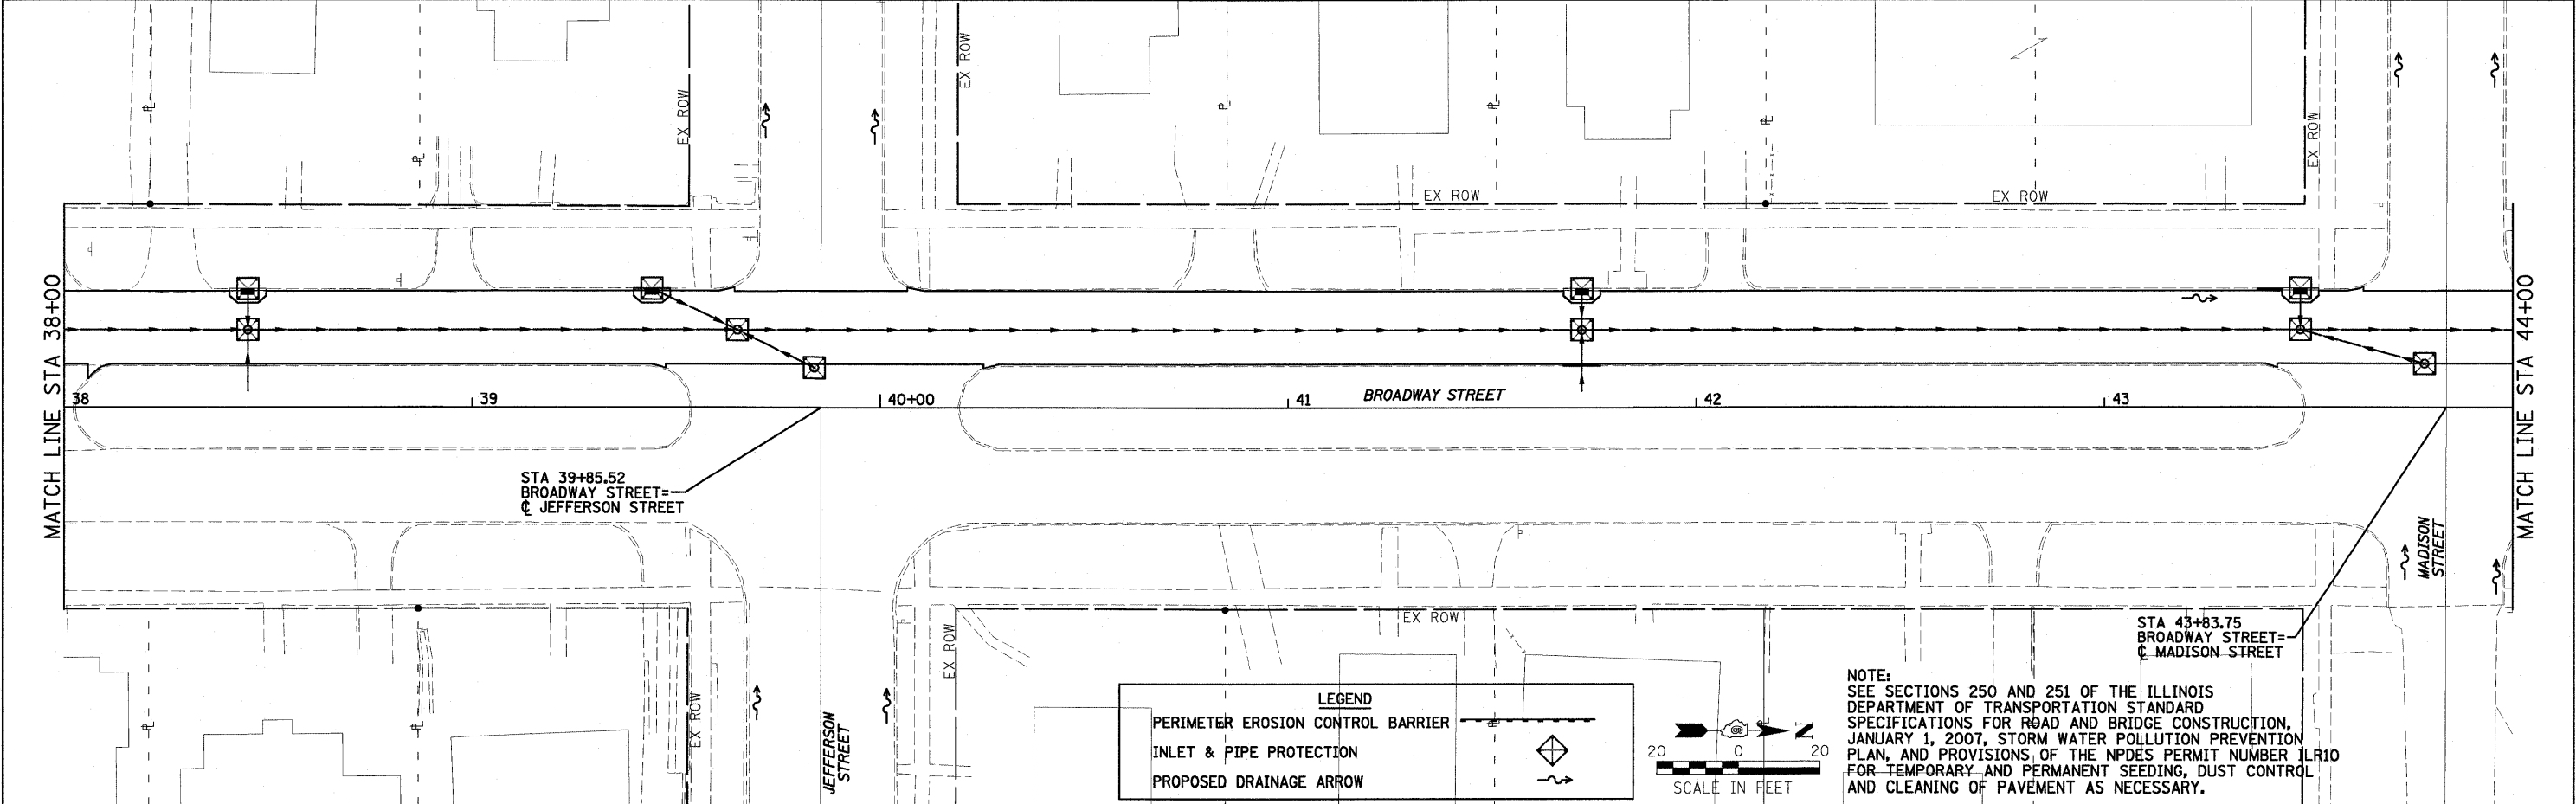 EX ROW
EX ROW
EX ROW
EX ROW
EX ROW
MATCH LINE STA 38+00
MATCH LINE STA 44+00
38
39
40+00
41
BROADWAY STREET
42
43
STA 39+85.52
BROADWAY STREET=
℄ JEFFERSON STREET
MADISON
STREET
EX ROW
EX ROW
EX ROW
JEFFERSON
STREET
STA 43+83.75
BROADWAY STREET=
℄ MADISON STREET
LEGEND
PERIMETER EROSION CONTROL BARRIER
INLET & PIPE PROTECTION
PROPOSED DRAINAGE ARROW
N
20 0 20
SCALE IN FEET
NOTE:
SEE SECTIONS 250 AND 251 OF THE ILLINOIS
DEPARTMENT OF TRANSPORTATION STANDARD
SPECIFICATIONS FOR ROAD AND BRIDGE CONSTRUCTION,
JANUARY 1, 2007, STORM WATER POLLUTION PREVENTION
PLAN, AND PROVISIONS OF THE NPDES PERMIT NUMBER ILR10
FOR TEMPORARY AND PERMANENT SEEDING, DUST CONTROL
AND CLEANING OF PAVEMENT AS NECESSARY.